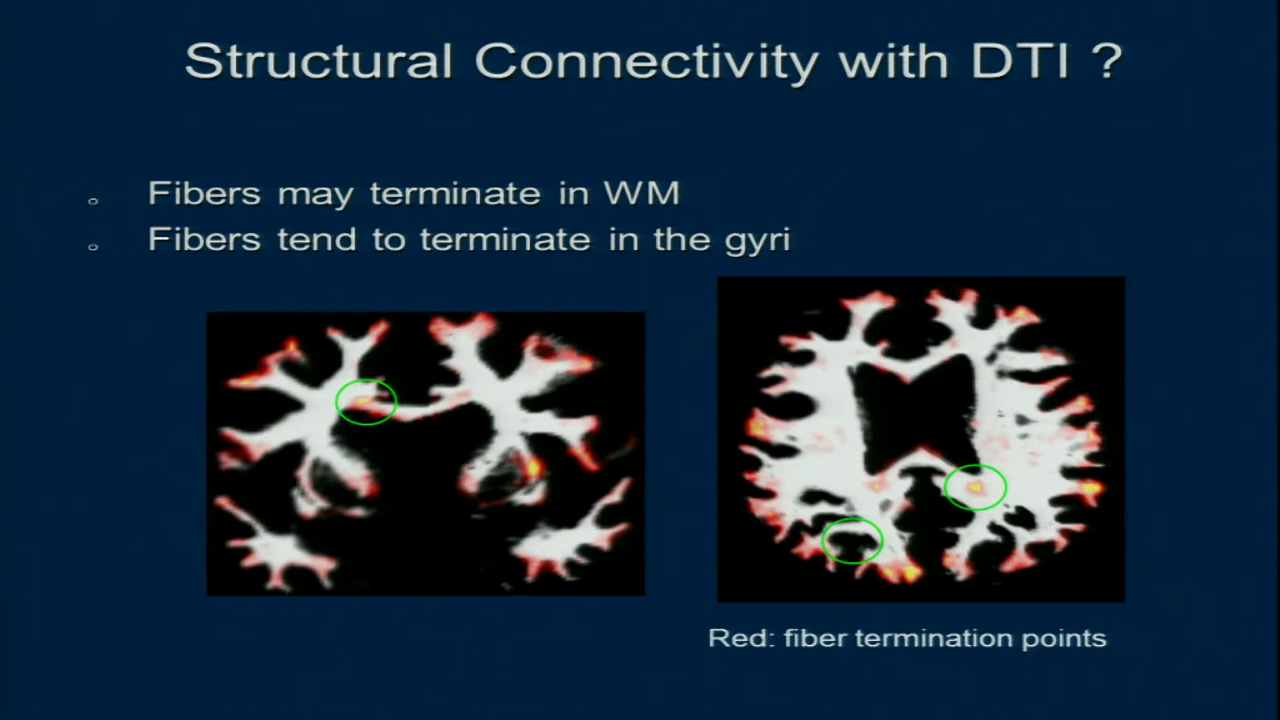 Structural Connectivity with DTI ?
Fibers may terminate in WM
Fibers tend to terminate in the gyri
Red: fiber termination points